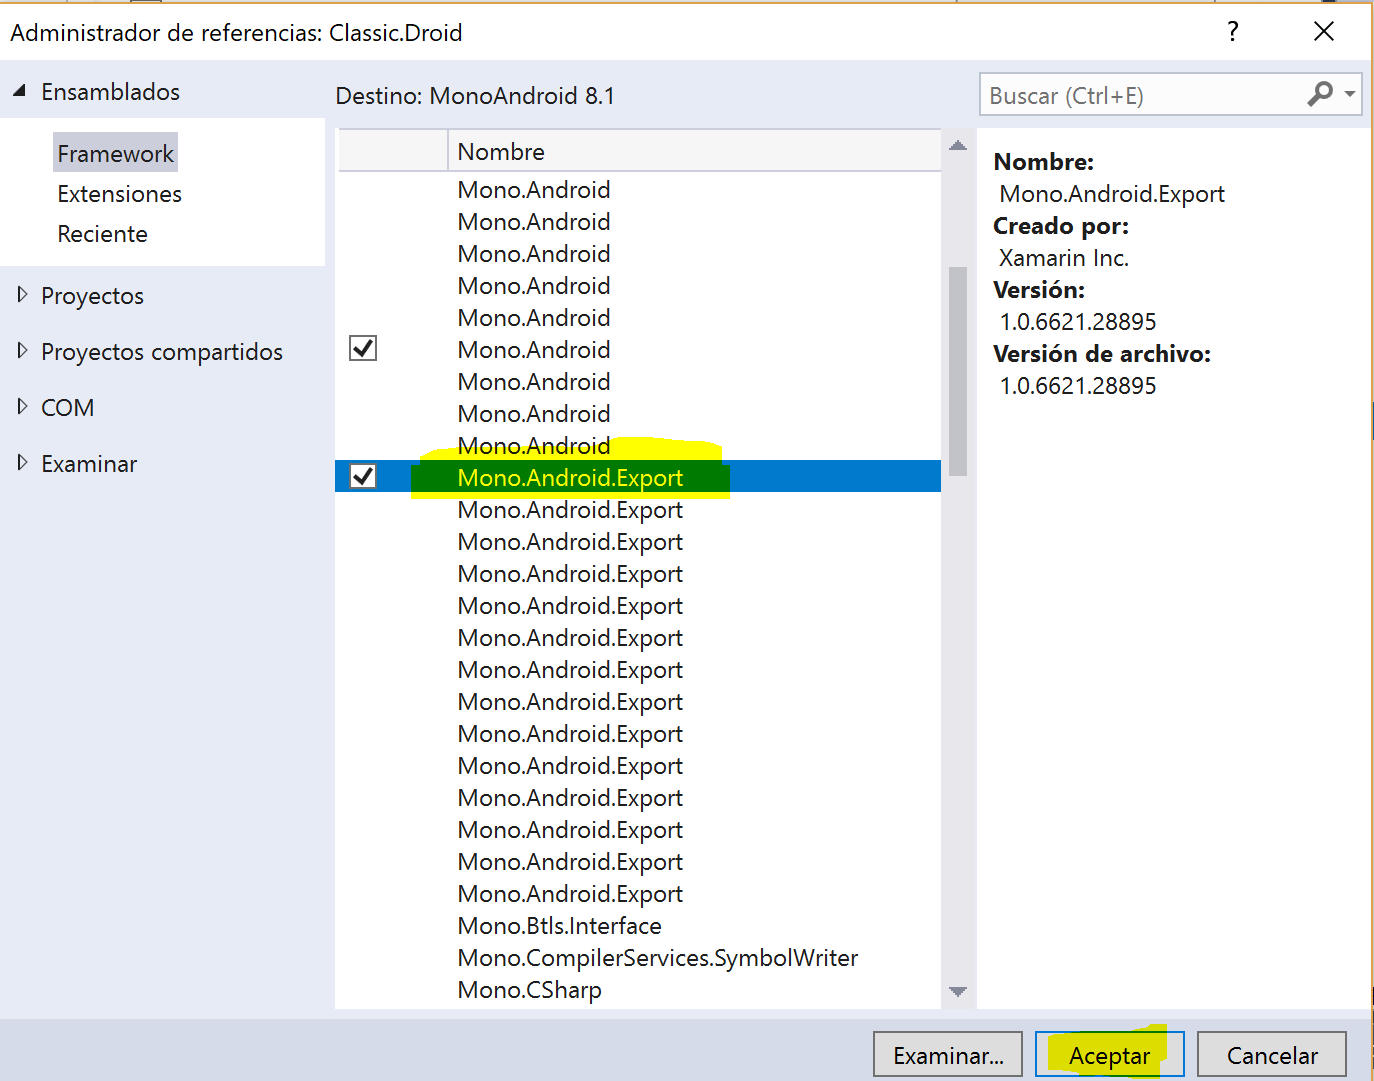 Administrador de referencias: Classic.Droid
?
Ensamblados
Framework
Extensiones
Reciente
Proyectos
Proyectos compartidos
COM
Examinar
Destino: MonoAndroid 8.1
Buscar (Ctrl+E)
Nombre
Mono.Android
Mono.Android
Mono.Android
Mono.Android
Mono.Android
Mono.Android
Mono.Android
Mono.Android
Mono.Android
Mono.Android.Export
Mono.Android.Export
Mono.Android.Export
Mono.Android.Export
Mono.Android.Export
Mono.Android.Export
Mono.Android.Export
Mono.Android.Export
Mono.Android.Export
Mono.Android.Export
Mono.Android.Export
Mono.Android.Export
Mono.Android.Export
Mono.Android.Export
Mono.Btls.Interface
Mono.CompilerServices.SymbolWriter
Mono.CSharp
Nombre:
Mono.Android.Export
Creado por:
Xamarin Inc.
Versión:
1.0.6621.28895
Versión de archivo:
1.0.6621.28895
Examinar...
Aceptar
Cancelar